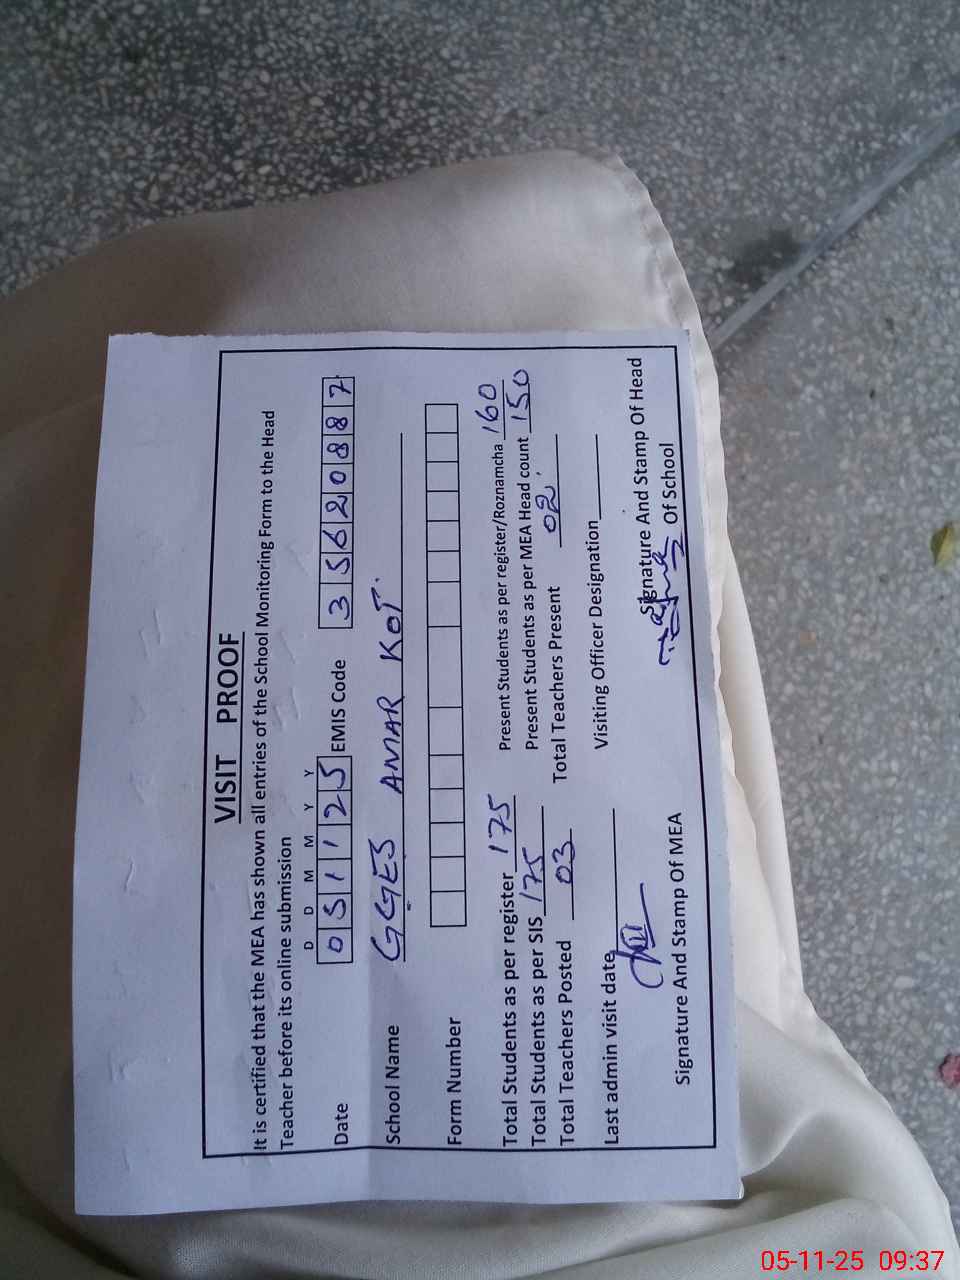 VISIT PROOF
It is certified that the MEA has shown all entries of the School Monitoring Form to the Head
Teacher before its online submission
D D M M Y Y
Date 0 5 1 1 2 5 EMIS Code 3 5 6 2 0 8 8 7
School Name GGES AMAR KOT.
Form Number
Total Students as per register 175 Present Students as per register/Roznamcha 160
Total Students as per SIS 175 Present Students as per MEA Head count 150
Total Teachers Posted 03 Total Teachers Present 02.
Last admin visit date Visiting Officer Designation
Signature And Stamp Of MEA Signature And Stamp Of Head
Of School
05-11-25 09:37